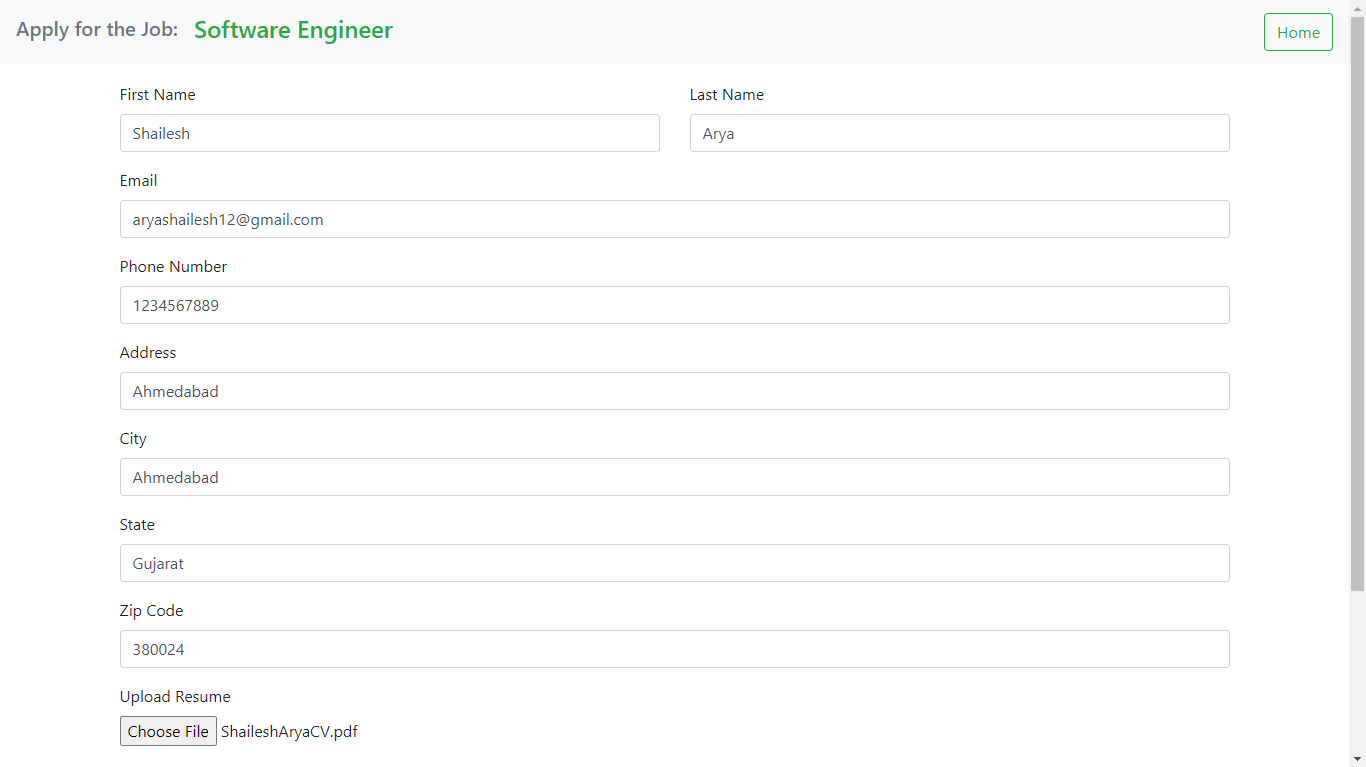 Apply for the Job: Software Engineer Home
First Name Last Name
Shailesh Arya
Email
aryashailesh12@gmail.com
Phone Number
1234567889
Address
Ahmedabad
City
Ahmedabad
State
Gujarat
Zip Code
380024
Upload Resume
Choose File ShaileshAryaCV.pdf